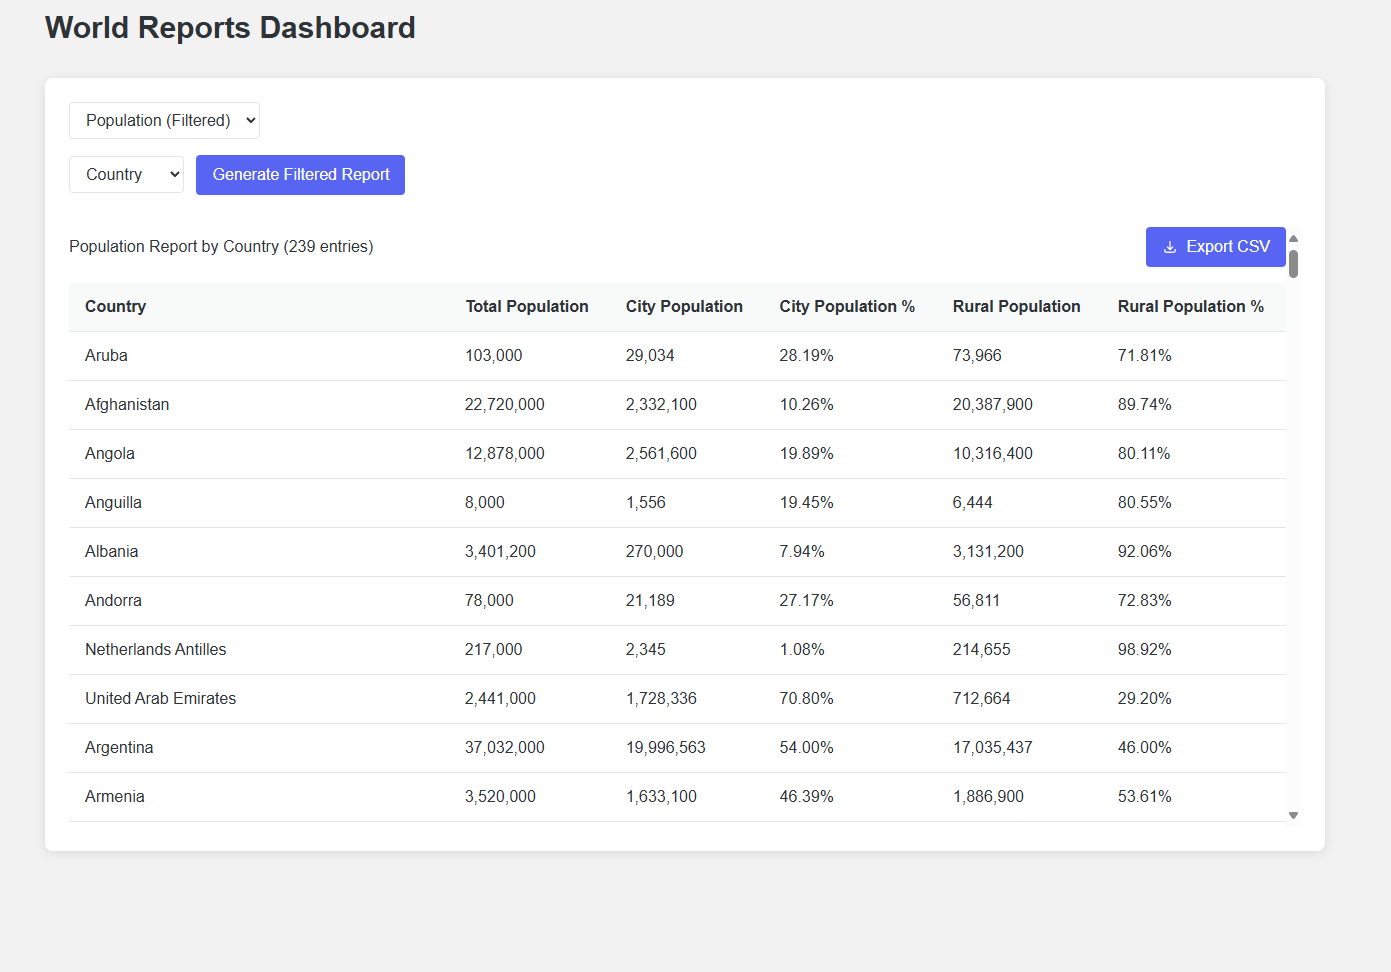 World Reports Dashboard
Population (Filtered)
Country Generate Filtered Report
Population Report by Country (239 entries) Export CSV
Country Total Population City Population City Population % Rural Population Rural Population %
Aruba 103,000 29,034 28.19% 73,966 71.81%
Afghanistan 22,720,000 2,332,100 10.26% 20,387,900 89.74%
Angola 12,878,000 2,561,600 19.89% 10,316,400 80.11%
Anguilla 8,000 1,556 19.45% 6,444 80.55%
Albania 3,401,200 270,000 7.94% 3,131,200 92.06%
Andorra 78,000 21,189 27.17% 56,811 72.83%
Netherlands Antilles 217,000 2,345 1.08% 214,655 98.92%
United Arab Emirates 2,441,000 1,728,336 70.80% 712,664 29.20%
Argentina 37,032,000 19,996,563 54.00% 17,035,437 46.00%
Armenia 3,520,000 1,633,100 46.39% 1,886,900 53.61%